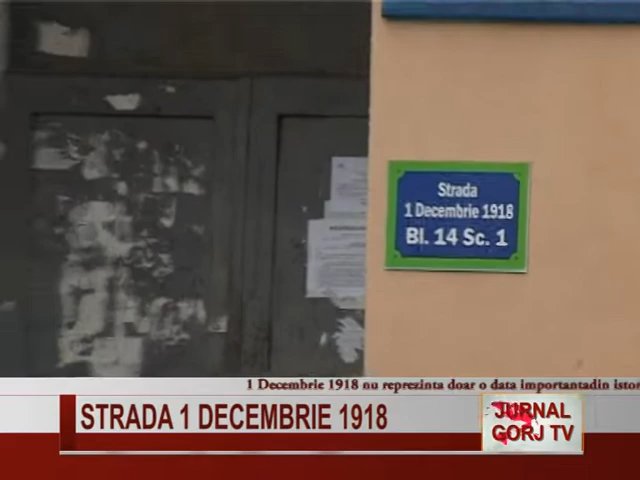 Strada
1 Decembrie 1918
Bl. 14 Sc. 1
1 Decembrie 1918 nu reprezinta doar o data importantadin istor
STRADA 1 DECEMBRIE 1918
JURNAL
GORJ TV